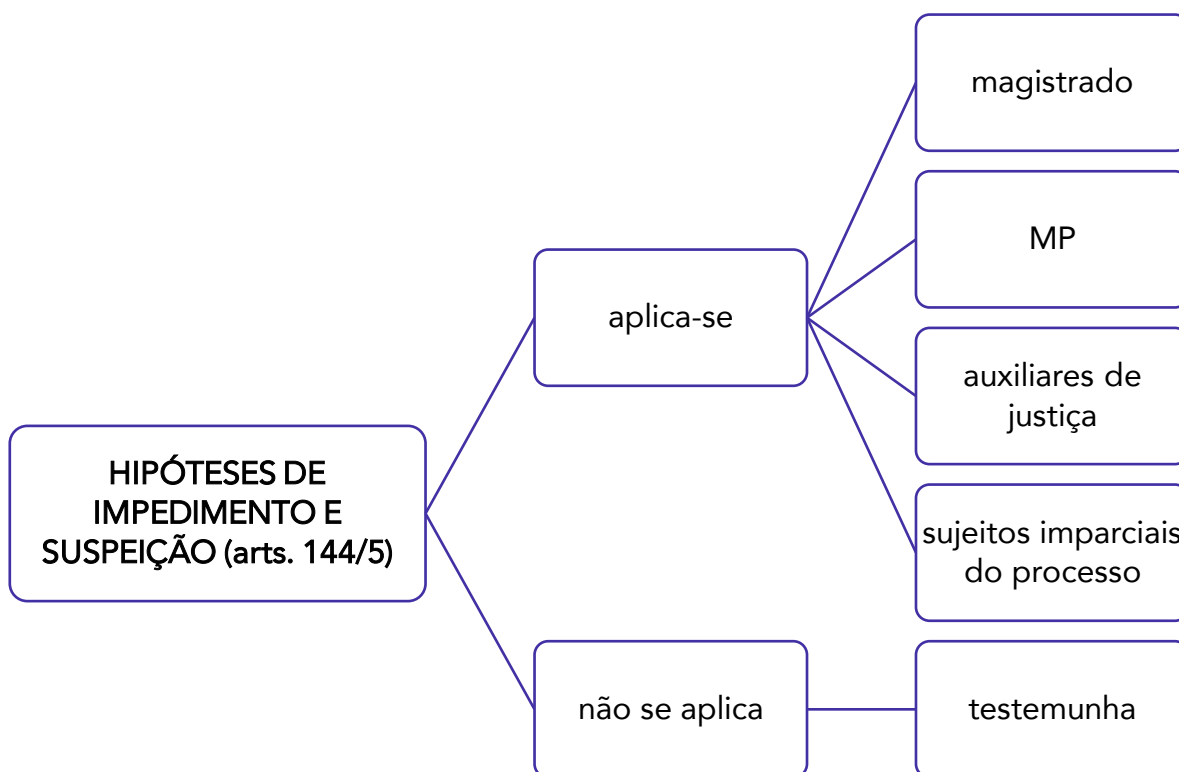 HIPÓTESES DE
IMPEDIMENTO E
SUSPEIÇÃO (arts. 144/5)
aplica-se
magistrado
MP
auxiliares de
justiça
sujeitos imparciais
do processo
não se aplica
testemunha